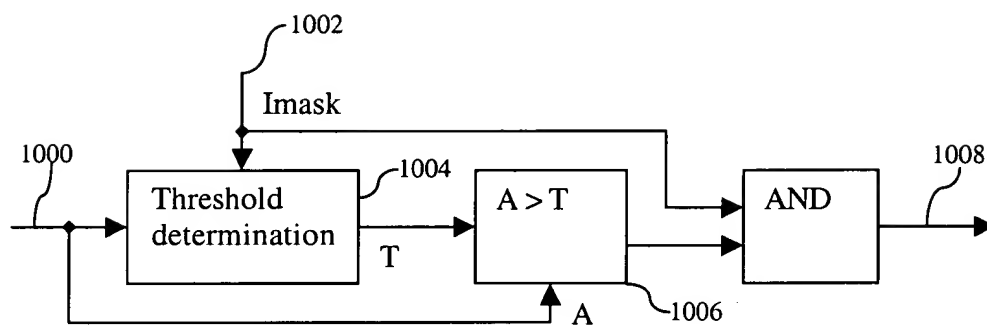 1002
Imask
1000
1004
1008
Threshold
determination
A > T
AND
T
1006
A